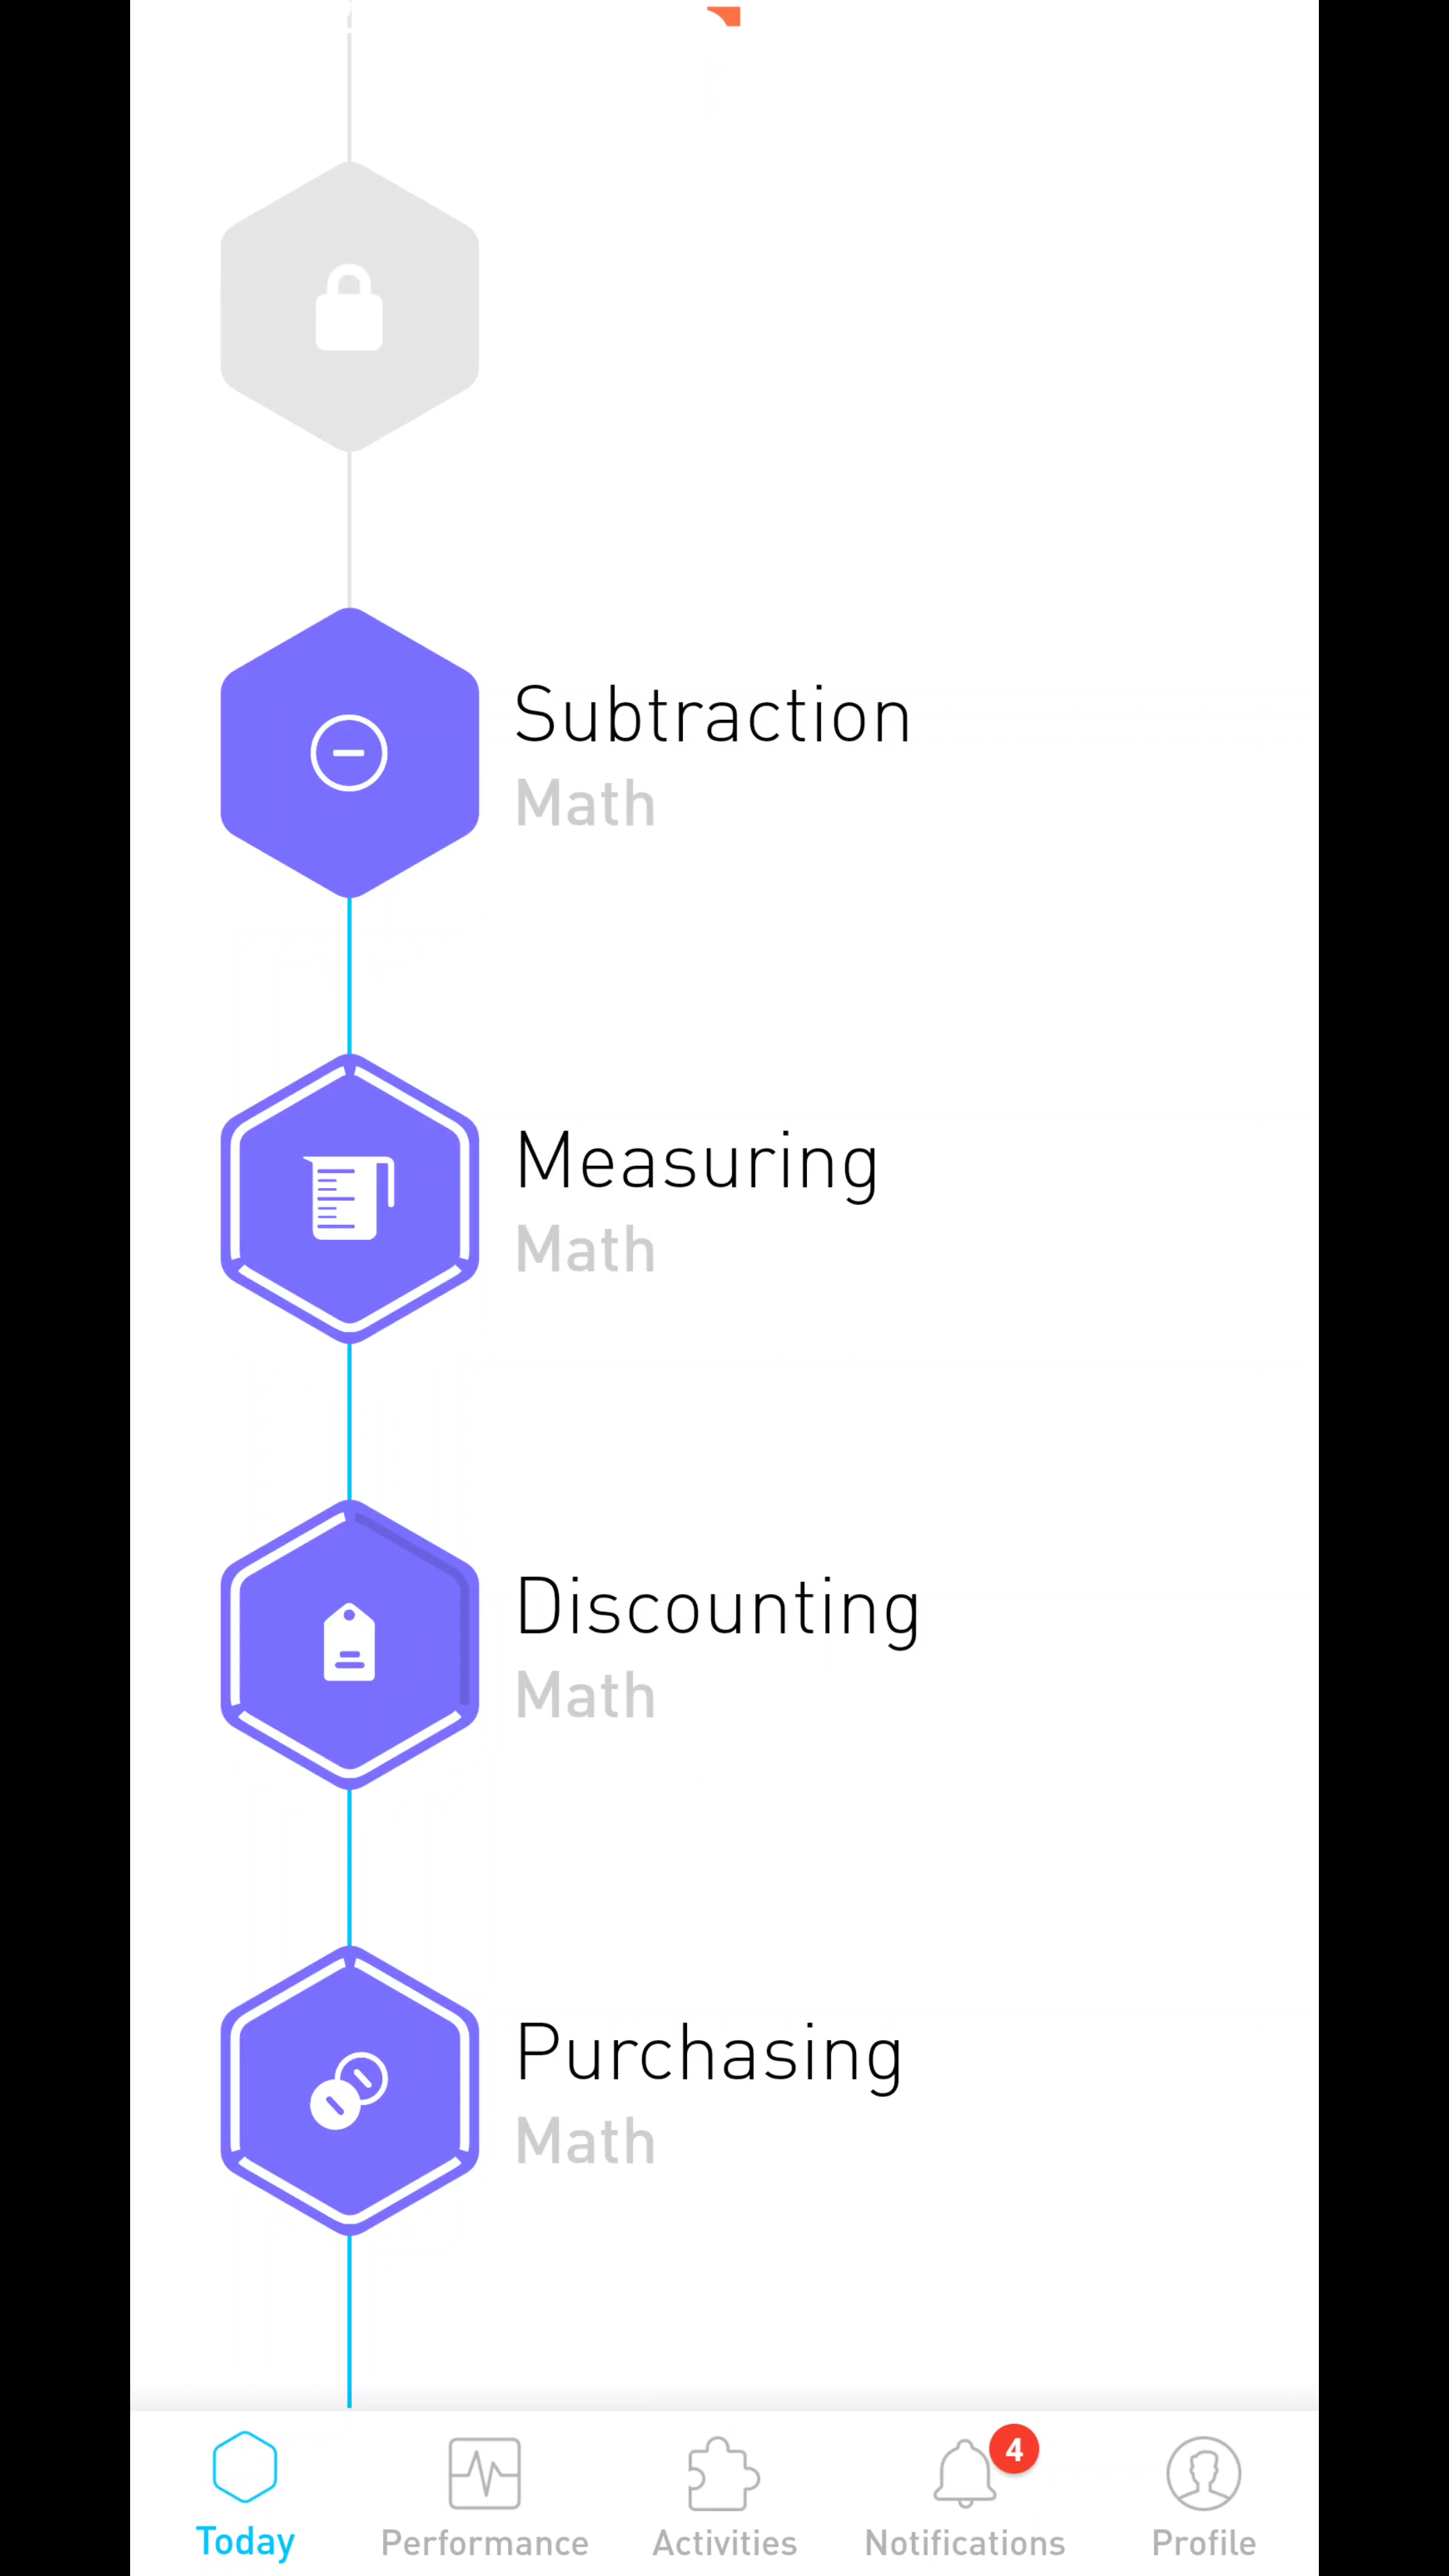 Subtraction
Math
Measuring
Math
Discounting
Math
Purchasing
Math
4
Today
Performance
Activities
Notifications
Profile